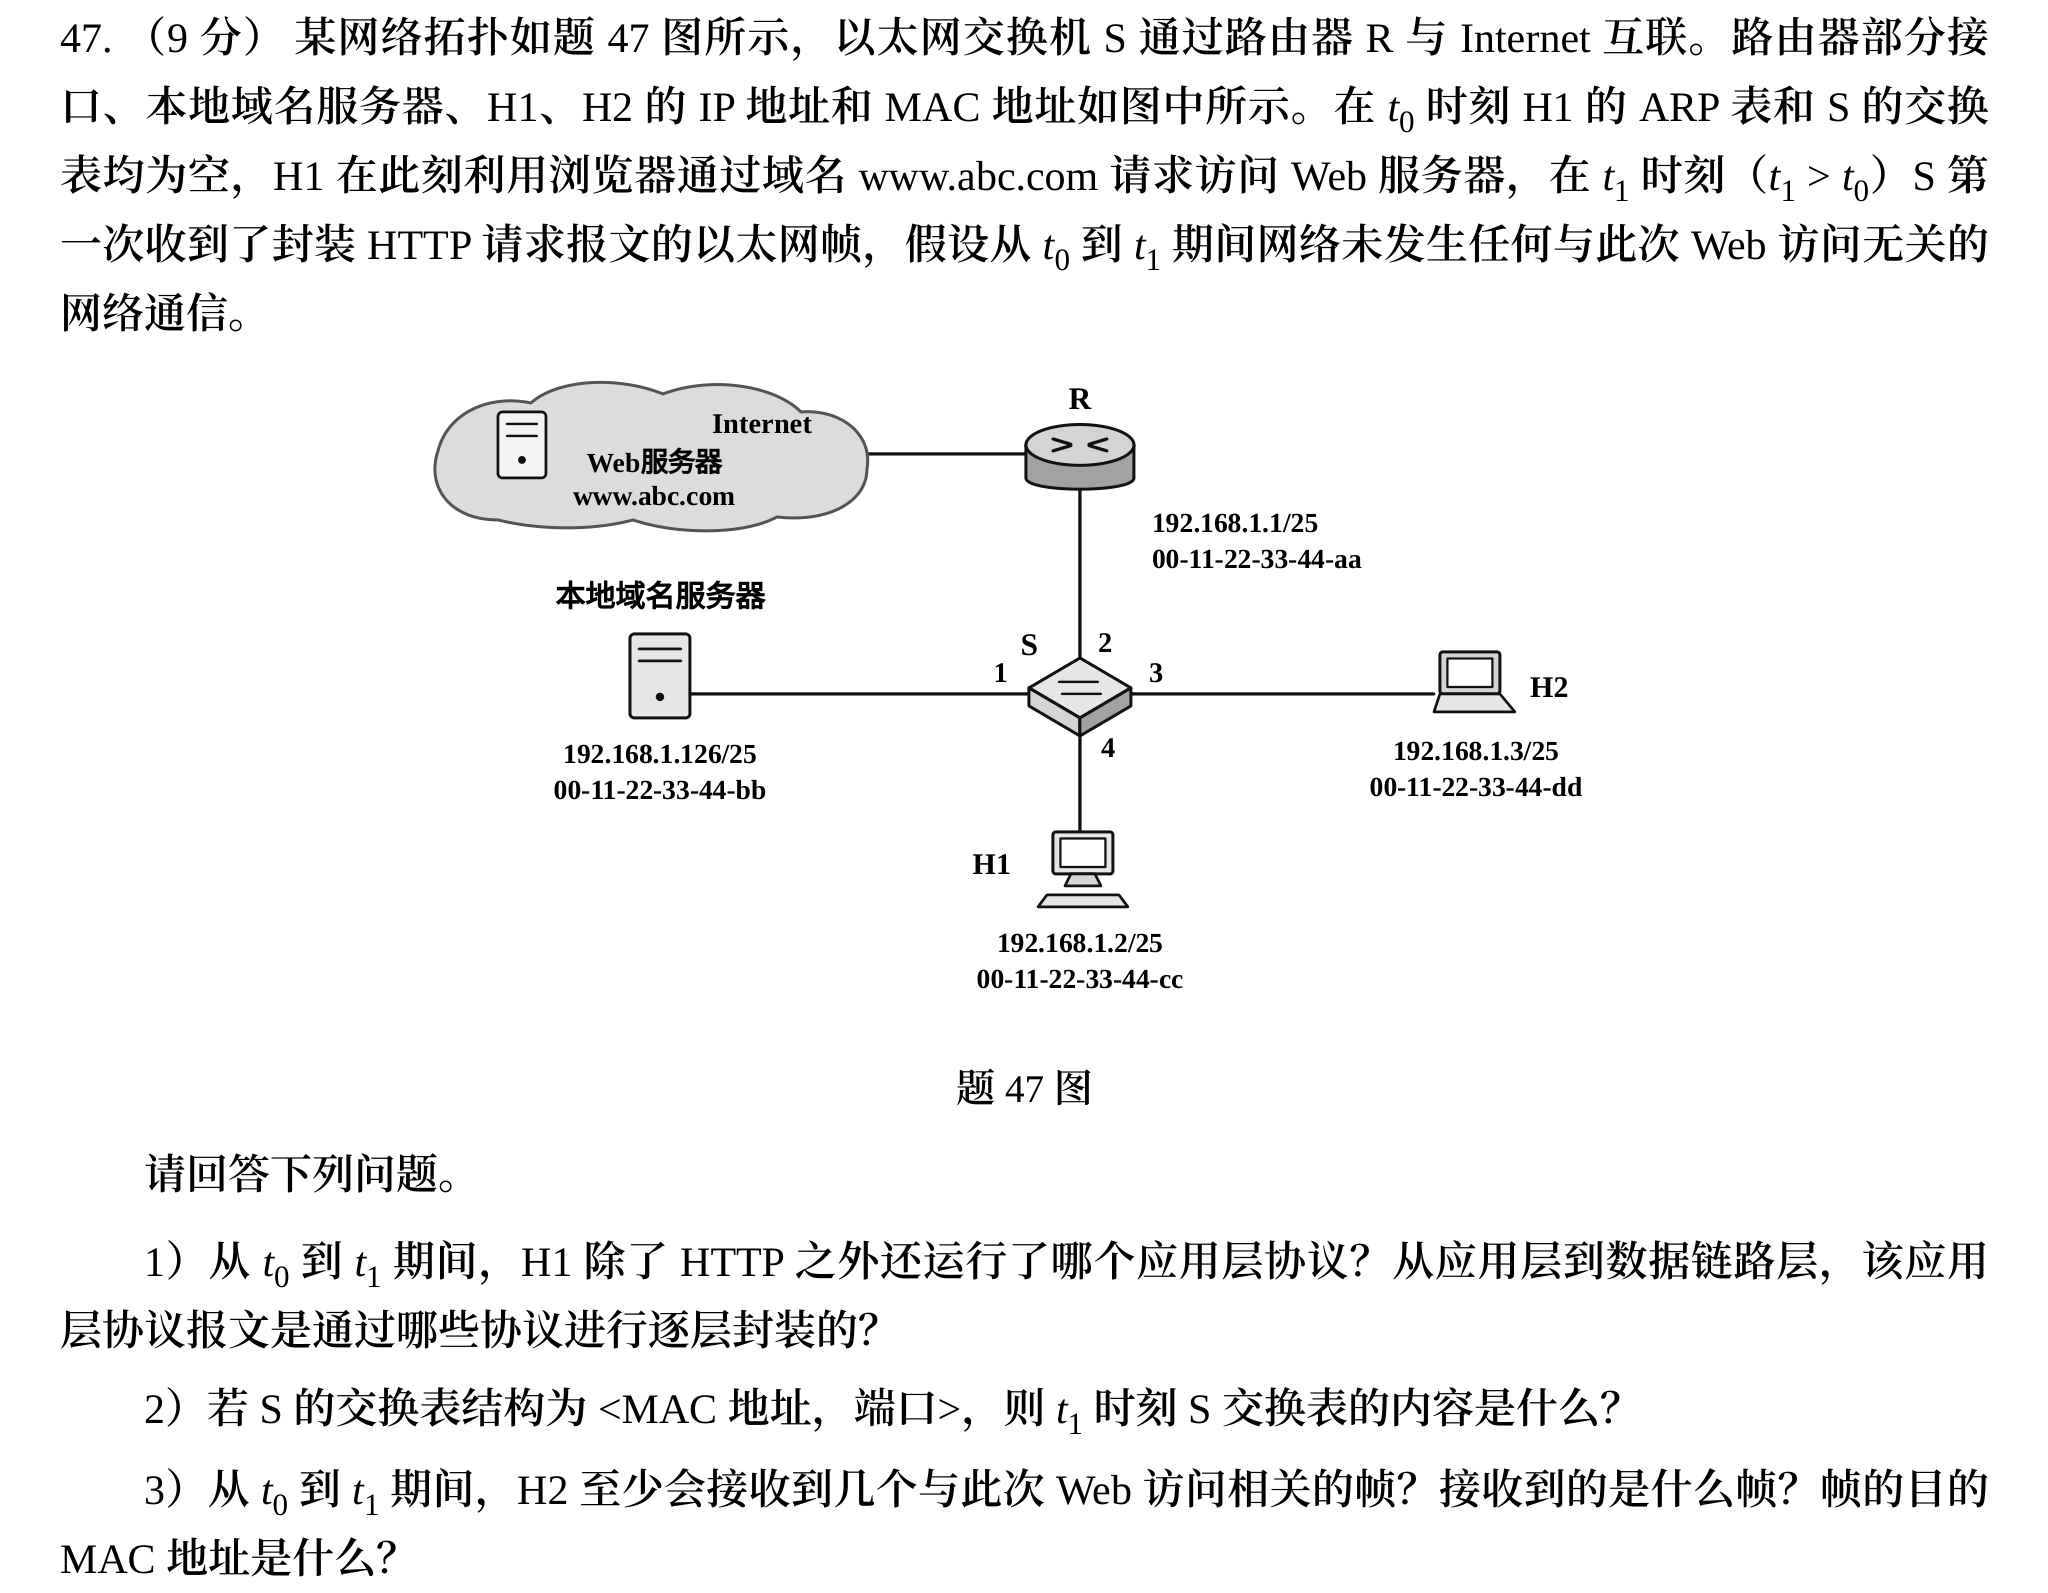 47. （9 分） 某网络拓扑如题 47 图所示，以太网交换机 S 通过路由器 R 与 Internet 互联。路由器部分接
口、本地域名服务器、H1、H2 的 IP 地址和 MAC 地址如图中所示。在 t0 时刻 H1 的 ARP 表和 S 的交换
表均为空，H1 在此刻利用浏览器通过域名 www.abc.com 请求访问 Web 服务器，在 t1 时刻（t1 > t0）S 第
一次收到了封装 HTTP 请求报文的以太网帧，假设从 t0 到 t1 期间网络未发生任何与此次 Web 访问无关的
网络通信。
R
Internet
Web服务器
www.abc.com
192.168.1.1/25
00-11-22-33-44-aa
本地域名服务器
S
2
1
3
H2
4
192.168.1.126/25
00-11-22-33-44-bb
192.168.1.3/25
00-11-22-33-44-dd
H1
192.168.1.2/25
00-11-22-33-44-cc
题 47 图
请回答下列问题。
1）从 t0 到 t1 期间，H1 除了 HTTP 之外还运行了哪个应用层协议？从应用层到数据链路层，该应用
层协议报文是通过哪些协议进行逐层封装的？
2）若 S 的交换表结构为 <MAC 地址，端口>，则 t1 时刻 S 交换表的内容是什么？
3）从 t0 到 t1 期间，H2 至少会接收到几个与此次 Web 访问相关的帧？接收到的是什么帧？帧的目的
MAC 地址是什么？